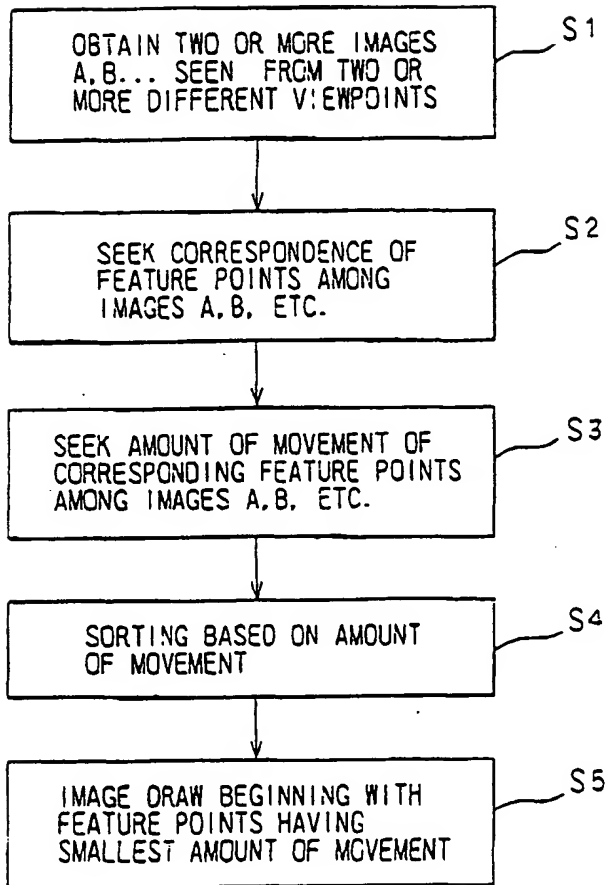 OBTAIN TWO OR MORE IMAGES
A.B... SEEN FROM TWO OR
MORE DIFFERENT VIEWPOINTS
S1
SEEK CORRESPONDENCE OF
FEATURE POINTS AMONG
IMAGES A.B. ETC.
S2
SEEK AMOUNT OF MOVEMENT OF
CORRESPONDING FEATURE POINTS
AMONG IMAGES A.B. ETC.
S3
SORTING BASED ON AMOUNT
OF MOVEMENT
S4
IMAGE DRAW BEGINNING WITH
FEATURE POINTS HAVING
SMALLEST AMOUNT OF MOVEMENT
S5